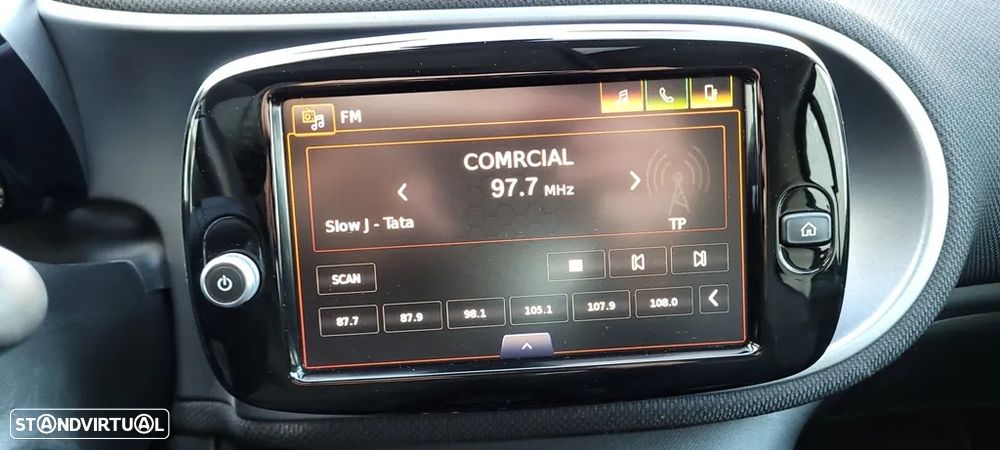 FM
COMRCIAL
97.7 MHz
Slow J - Tata
TP
SCAN
87.7 87.9 98.1 105.1 107.9 108.0
STANDVIRTUAL